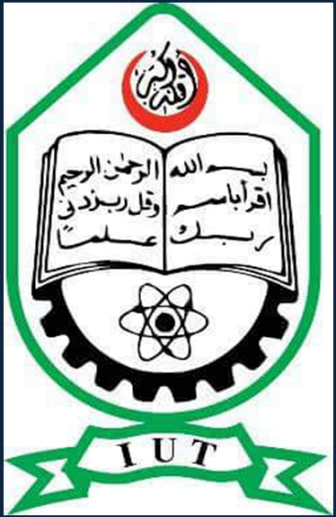 بسم الله
اقرأ باسم
ربك
الرحمن الرحيم
وقل رب زدني
علما
IUT